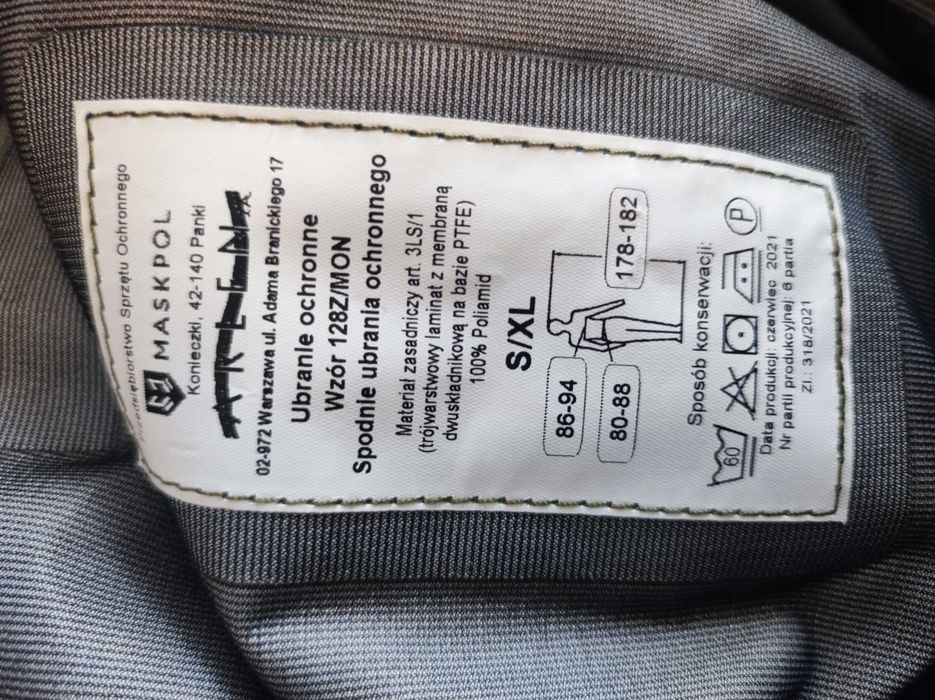 Przedsiębiorstwo Sprzętu Ochronnego
MASKPOL
Konieczki, 42-140 Panki
02-972 Warszawa ul. Adama Branickiego 17
Ubranie ochronne
Wzór 128Z/MON
Spodnie ubrania ochronnego
Materiał zasadniczy art. 3LS/1
(trójwarstwowy laminat z membraną
dwuskładnikową na bazie PTFE)
100% Poliamid
S/XL
86-94
80-88
178-182
Sposób konserwacji:
60
P
Data produkcji: czerwiec 2021
Nr partii produkcyjnej: 8 partia
Zl.: 318/2021